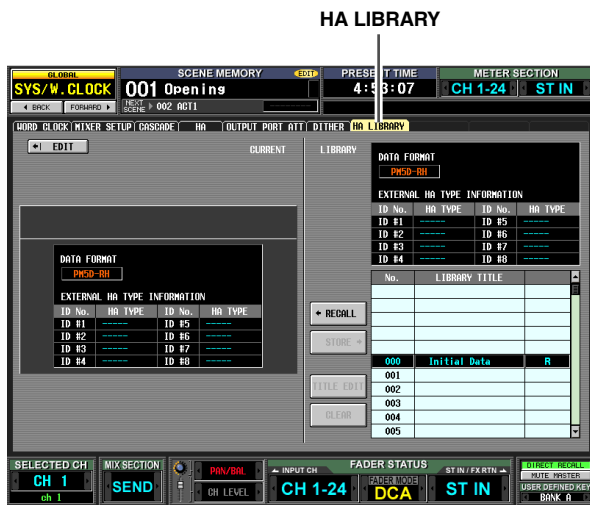 HA LIBRARY
GLOBAL
SYS/W.CLOCK
BACK FORWARD
SCENE MEMORY EDIT
001 Opening
NEXT SCENE 002 ACT1
PRESENT TIME
4:53:07
METER SECTION
CH 1-24 ST IN
WORD CLOCK MIXER SETUP CASCADE HA OUTPUT PORT ATT DITHER HA LIBRARY
EDIT CURRENT
DATA FORMAT
PM5D-RH
EXTERNAL HA TYPE INFORMATION
ID No. HA TYPE ID No. HA TYPE
ID #1 ----- ID #5 -----
ID #2 ----- ID #6 -----
ID #3 ----- ID #7 -----
ID #4 ----- ID #8 -----
LIBRARY
DATA FORMAT
PM5D-RH
EXTERNAL HA TYPE INFORMATION
ID No. HA TYPE ID No. HA TYPE
ID #1 ----- ID #5 -----
ID #2 ----- ID #6 -----
ID #3 ----- ID #7 -----
ID #4 ----- ID #8 -----
RECALL
STORE
TITLE EDIT
CLEAR
No. LIBRARY TITLE
000 Initial Data R
001
002
003
004
005
SELECTED CH
CH 1
ch 1
MIX SECTION
SEND
PAN/BAL
CH LEVEL
FADER STATUS
INPUT CH
CH 1-24
FADER MODE
DCA
ST IN / FX RTN
ST IN
DIRECT RECALL
MUTE MASTER
USER DEFINED KEY
BANK A